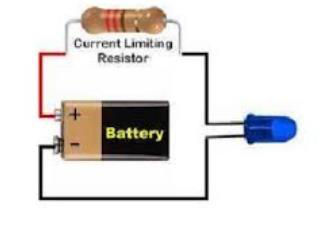 Current Limiting
Resistor
+
Battery
-